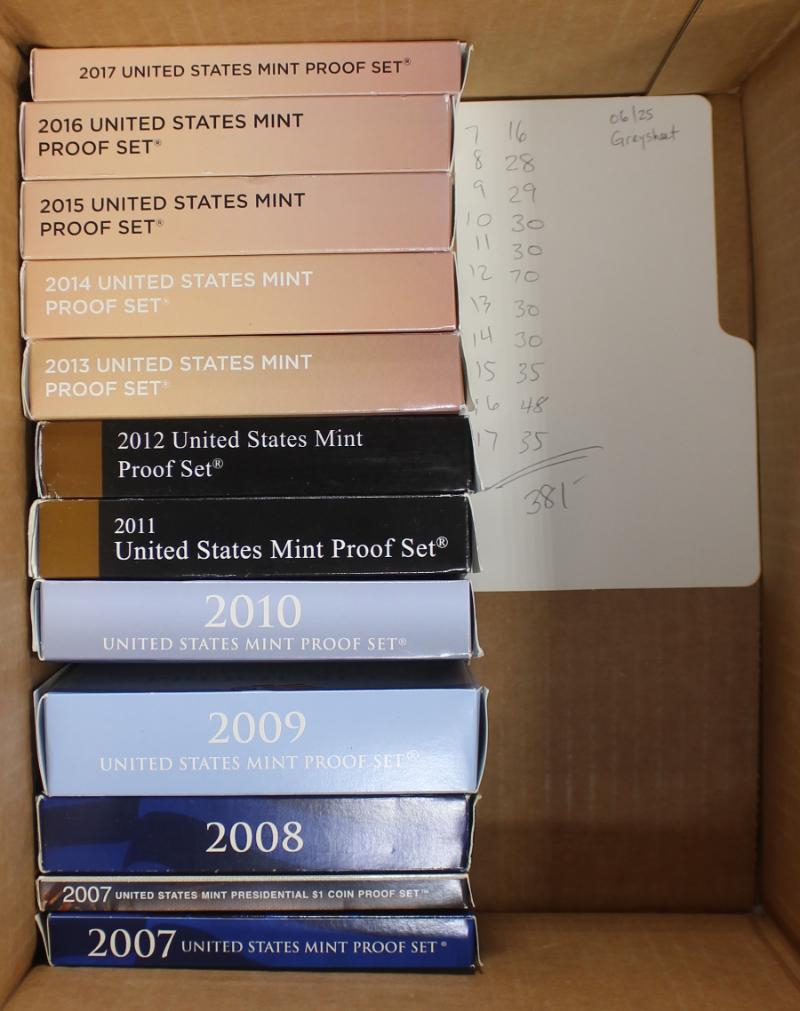 2017 UNITED STATES MINT PROOF SET®
2016 UNITED STATES MINT
PROOF SET®
2015 UNITED STATES MINT
PROOF SET®
2014 UNITED STATES MINT
PROOF SET®
2013 UNITED STATES MINT
PROOF SET®
2012 United States Mint
Proof Set®
2011
United States Mint Proof Set®
2010
UNITED STATES MINT PROOF SET®
2009
UNITED STATES MINT PROOF SET®
2008
2007 UNITED STATES MINT PRESIDENTIAL $1 COIN PROOF SET™
2007 UNITED STATES MINT PROOF SET®
06/25
Greysheet
7 16
8 28
9 29
10 30
11 30
12 70
13 30
14 30
15 35
16 48
17 35
381-